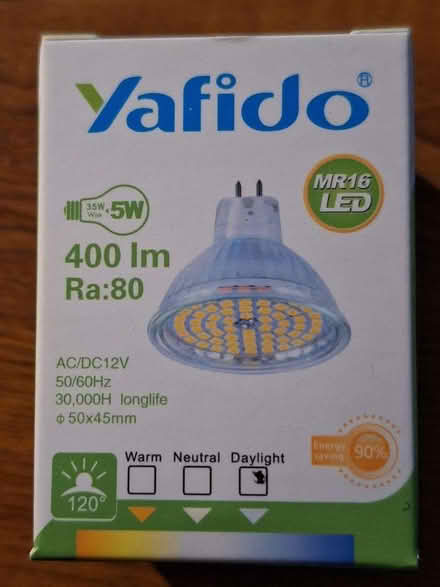 Yafido®
MR16
LED
35W
5W
400 lm
Ra:80
AC/DC12V
50/60Hz
30,000H longlife
φ 50x45mm
Energy
saving
90%
Warm Neutral Daylight
120°